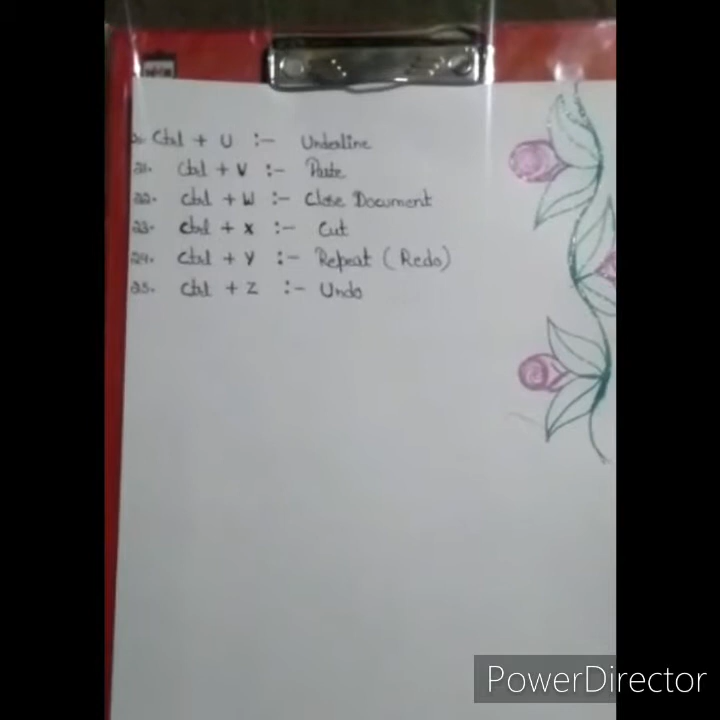 Ctrl + U :- Underline
21. Ctrl + V :- Paste
22. Ctrl + W :- Close Document
23. Ctrl + X :- Cut
24. Ctrl + Y :- Repeat (Redo)
25. Ctrl + Z :- Undo
PowerDirector